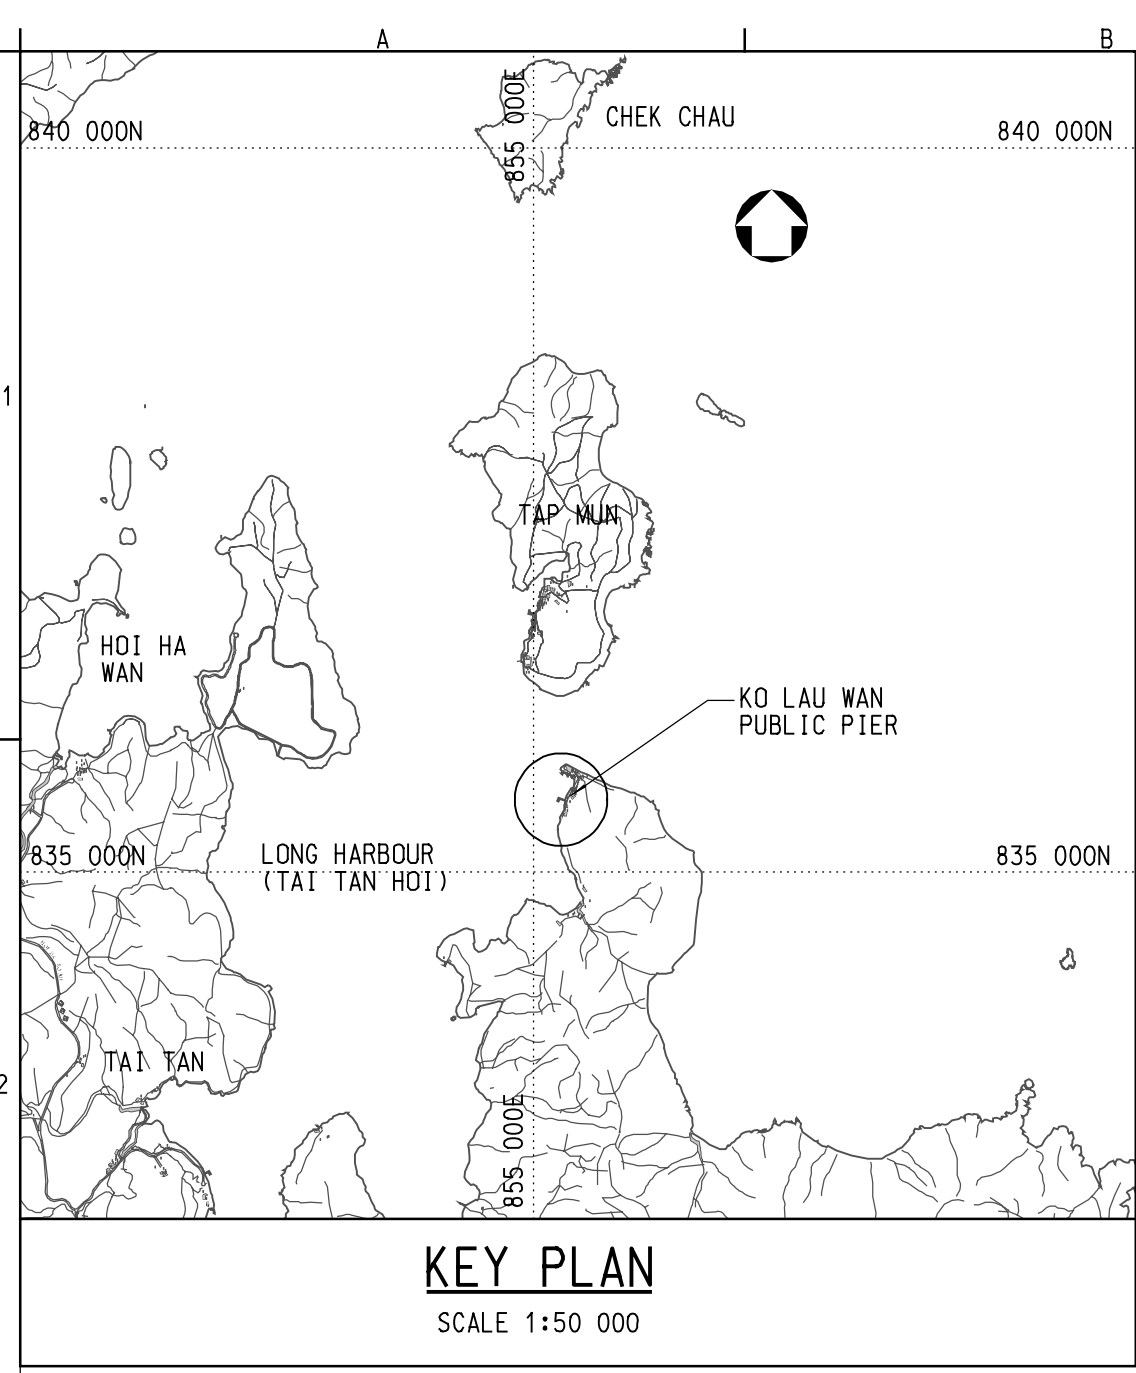 A
B
855 000E
CHEK CHAU
840 000N
840 000N
1
TAP MUN
HOI HA
WAN
KO LAU WAN
PUBLIC PIER
835 000N
LONG HARBOUR
(TAI TAN HOI)
835 000N
TAI TAN
2
855 000E
KEY PLAN
SCALE 1:50 000